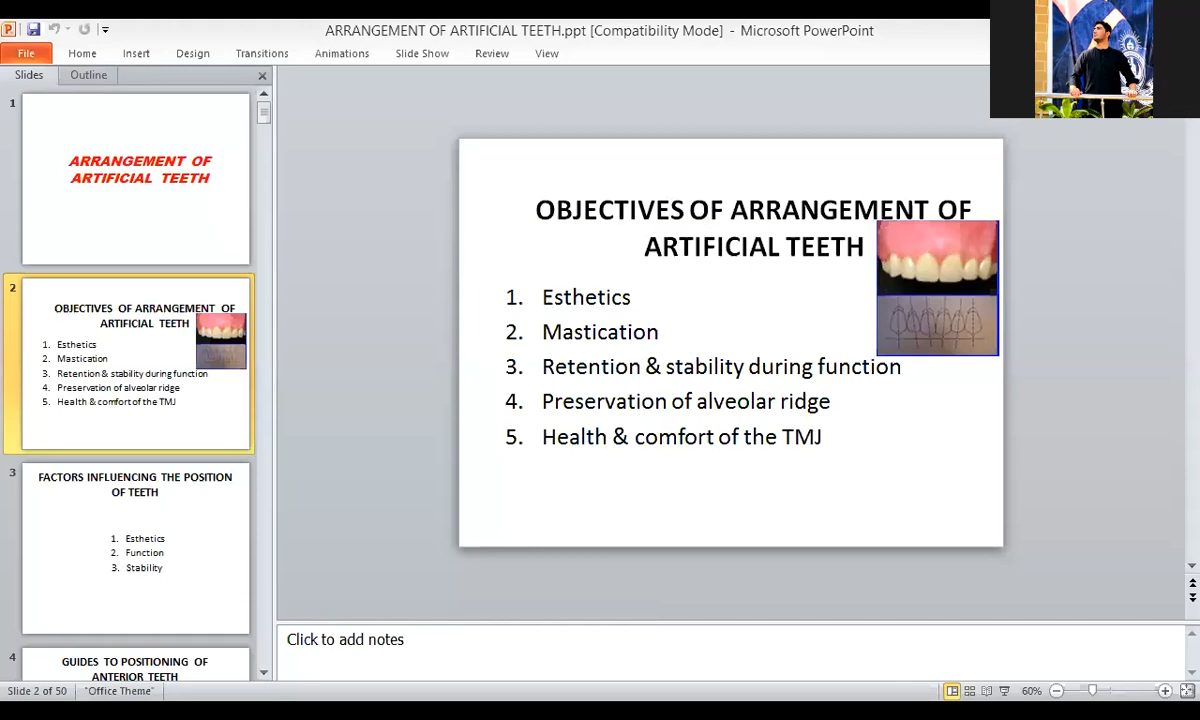 ARRANGEMENT OF ARTIFICIAL TEETH.ppt [Compatibility Mode] - Microsoft PowerPoint
File Home Insert Design Transitions Animations Slide Show Review View
Slides Outline
1
ARRANGEMENT OF
ARTIFICIAL TEETH
2
OBJECTIVES OF ARRANGEMENT OF
ARTIFICIAL TEETH
1. Esthetics
2. Mastication
3. Retention & stability during function
4. Preservation of alveolar ridge
5. Health & comfort of the TMJ
3
FACTORS INFLUENCING THE POSITION
OF TEETH
1. Esthetics
2. Function
3. Stability
4
GUIDES TO POSITIONING OF
ANTERIOR TEETH
OBJECTIVES OF ARRANGEMENT OF
ARTIFICIAL TEETH
1. Esthetics
2. Mastication
3. Retention & stability during function
4. Preservation of alveolar ridge
5. Health & comfort of the TMJ
Click to add notes
Slide 2 of 50 "Office Theme" 60%